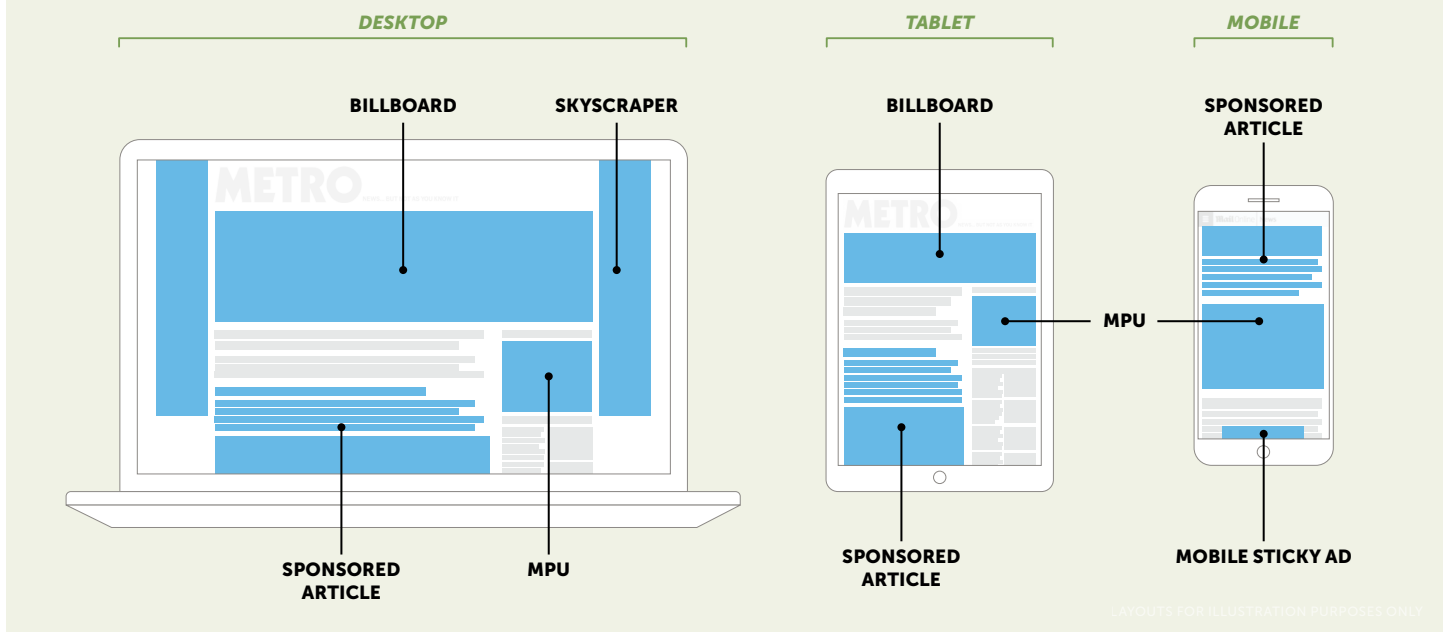 DESKTOP
TABLET
MOBILE
BILLBOARD
SKYSCRAPER
BILLBOARD
SPONSORED
ARTICLE
METRO
METRO
MPU
SPONSORED
ARTICLE
MPU
SPONSORED
ARTICLE
MOBILE STICKY AD
LAYOUTS FOR ILLUSTRATION PURPOSES ONLY